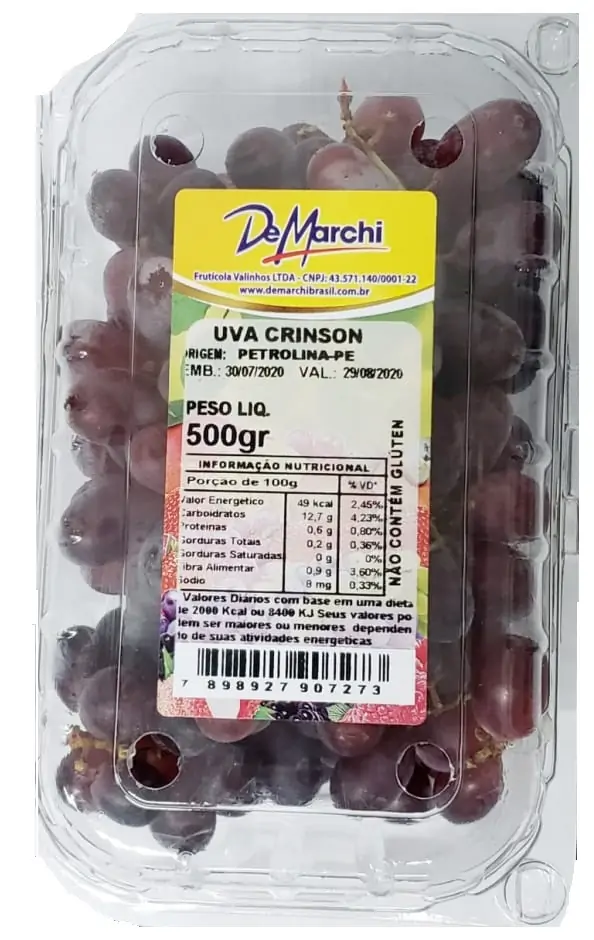 DeMarchi
Frutícola Valinhos LTDA - CNPJ: 43.571.140/0001-22
www.demarchibrasil.com.br
UVA CRINSON
RIGEM: PETROLINA-PE
EMB.: 30/07/2020 VAL.: 29/08/2020
PESO LIQ.
500gr
NÃO CONTÉM GLÚTEN
INFORMAÇÃO NUTRICIONAL
Porção de 100g % VD*
Valor Energetico 49 kcal 2,45%
Carboidratos 12,7 g 4,23%
Proteinas 0,6 g 0,80%
Gorduras Totais 0,2 g 0,36%
Gorduras Saturadas 0 g 0%
ibra Alimentar 0,9 g 3,60%
Sodio 8 mg 0,33%
Valores Diários com base em uma dieta
de 2000 Kcal ou 8400 KJ Seus valores po
dem ser maiores ou menores dependen
to de suas atividades energeticas
7 898927 907273